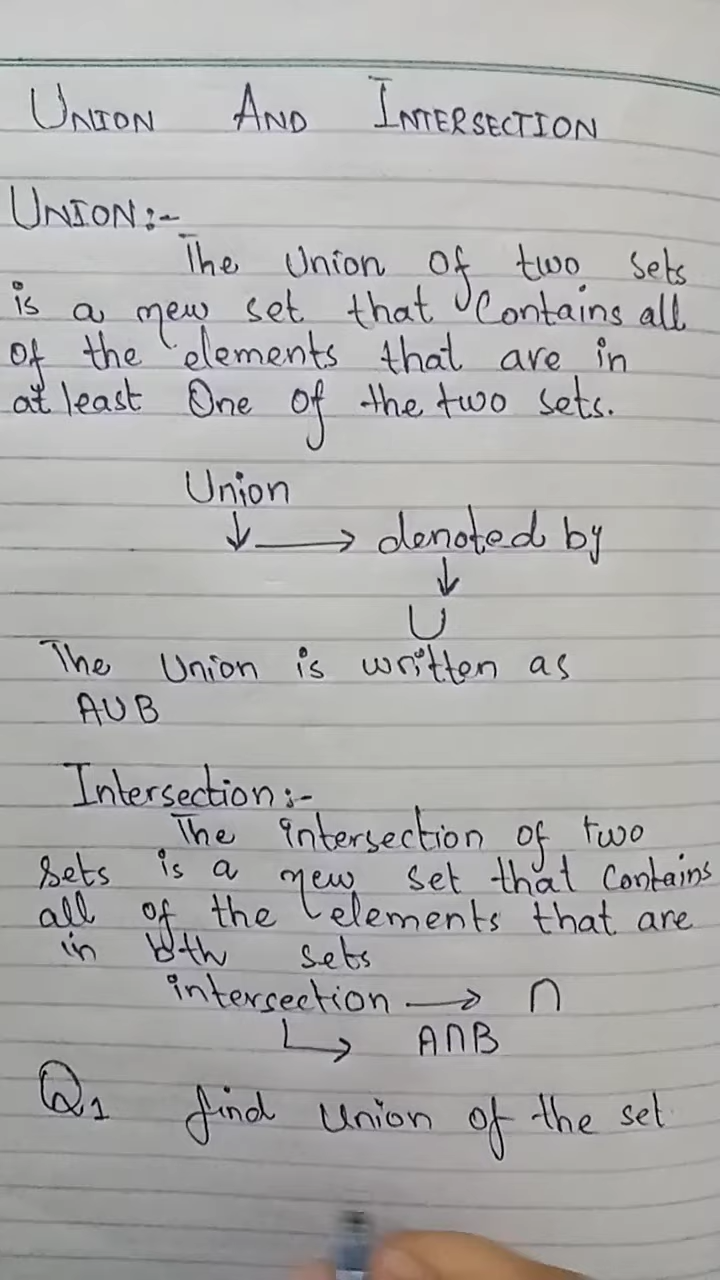 UNION AND INTERSECTION
UNION:-
The Union Of two sets
is a new set that Contains all
Of the elements that are in
at least One Of the two sets.
Union
↓ → denoted by
↓
U
The Union is written as
AUB
Intersection:-
The intersection of two
Sets is a new set that Contains
all of the elements that are
in both sets
intersection → ∩
↳ A∩B
Q1 find Union of the set